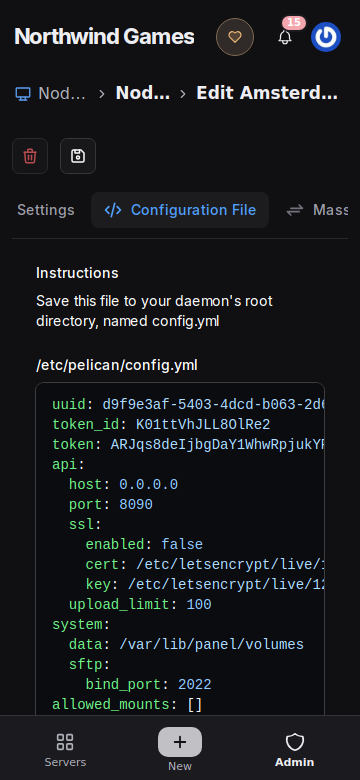 Northwind Games
15
Nod... > Nod... > Edit Amsterd...
Settings
Configuration File
Mass
Instructions
Save this file to your daemon's root
directory, named config.yml
/etc/pelican/config.yml
uuid: d9f9e3af-5403-4dcd-b063-2d6
token_id: K01ttVhJLL8OlRe2
token: ARJqs8deIjbgDaY1WhwRpjukYR
api:
host: 0.0.0.0
port: 8090
ssl:
enabled: false
cert: /etc/letsencrypt/live/1
key: /etc/letsencrypt/live/12
upload_limit: 100
system:
data: /var/lib/panel/volumes
sftp:
bind_port: 2022
allowed_mounts: []
Servers
New
Admin